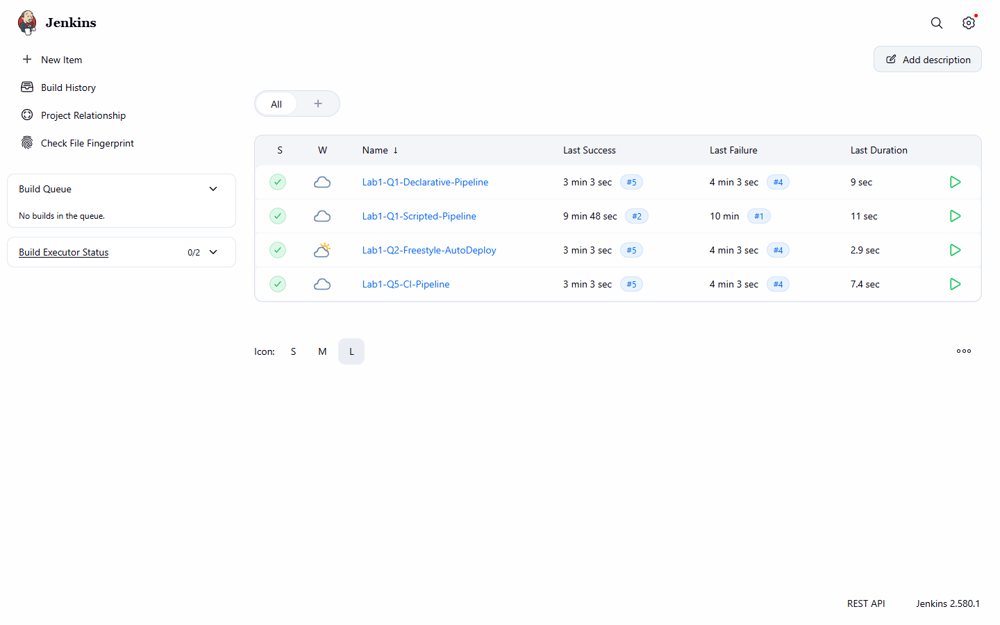 Jenkins
New Item
Build History
Project Relationship
Check File Fingerprint
Build Queue
No builds in the queue.
Build Executor Status 0/2
Add description
All +
S W Name ↓ Last Success Last Failure Last Duration
Lab1-Q1-Declarative-Pipeline 3 min 3 sec #5 4 min 3 sec #4 9 sec
Lab1-Q1-Scripted-Pipeline 9 min 48 sec #2 10 min #1 11 sec
Lab1-Q2-Freestyle-AutoDeploy 3 min 3 sec #5 4 min 3 sec #4 2.9 sec
Lab1-Q5-CI-Pipeline 3 min 3 sec #5 4 min 3 sec #4 7.4 sec
Icon: S M L
REST API Jenkins 2.580.1